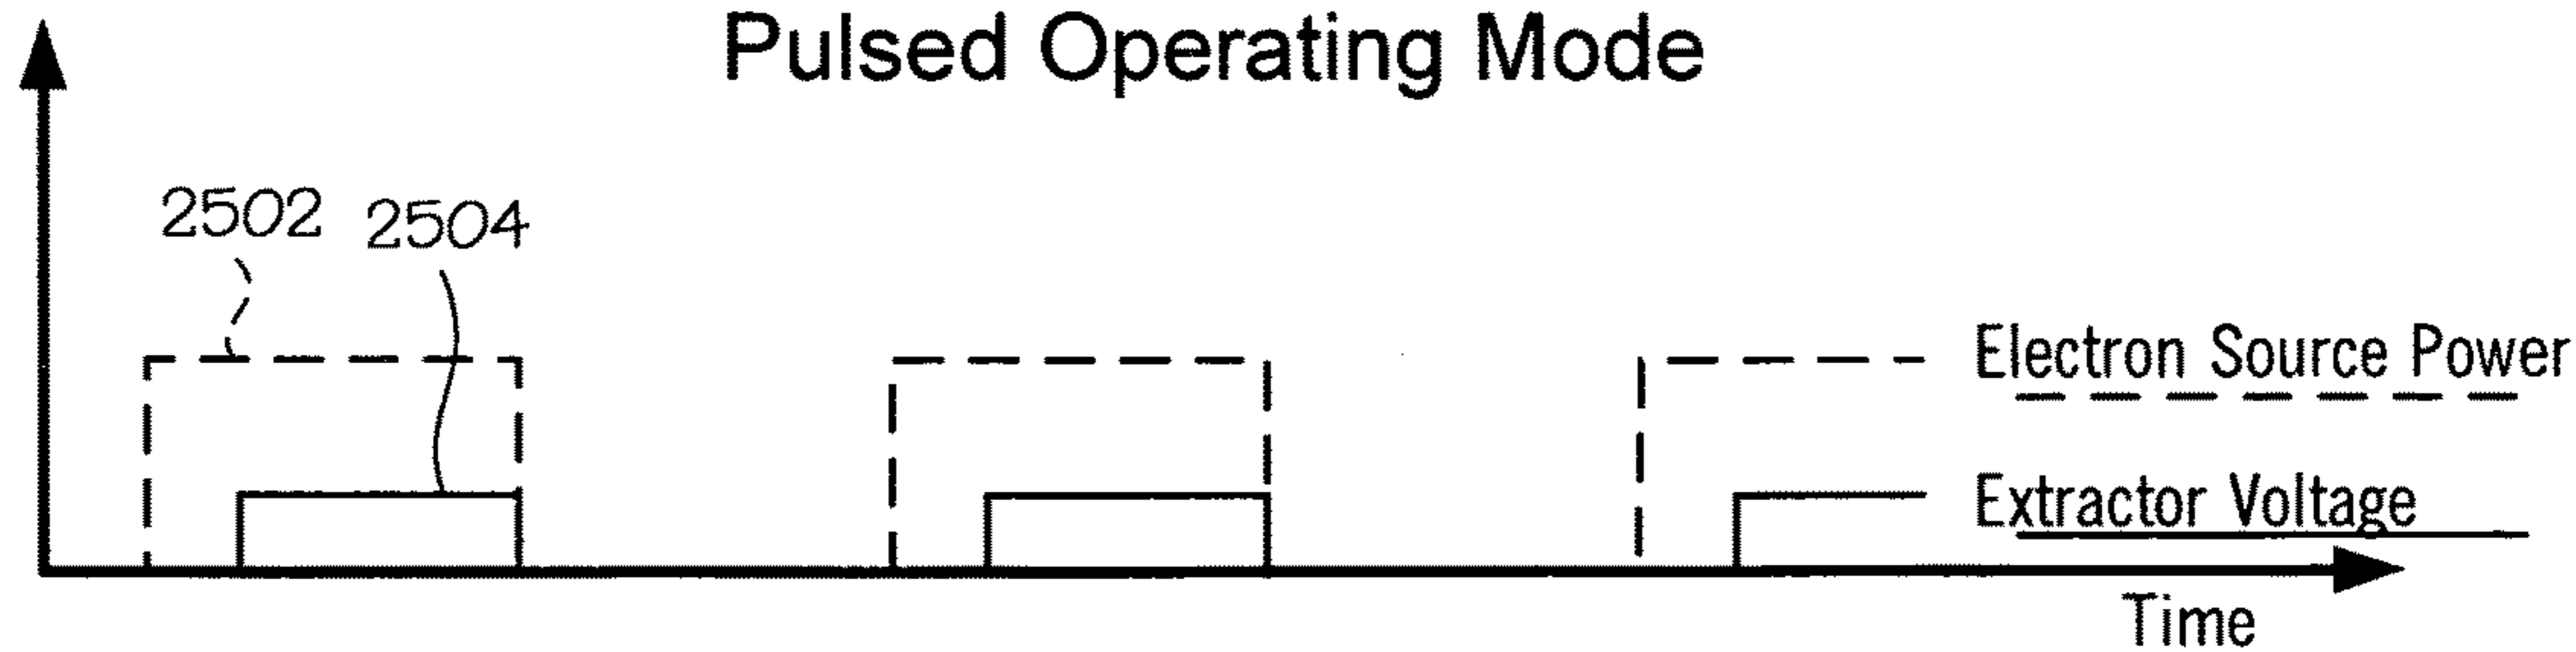 Pulsed Operating Mode
2502
2504
Electron Source Power
Extractor Voltage
Time